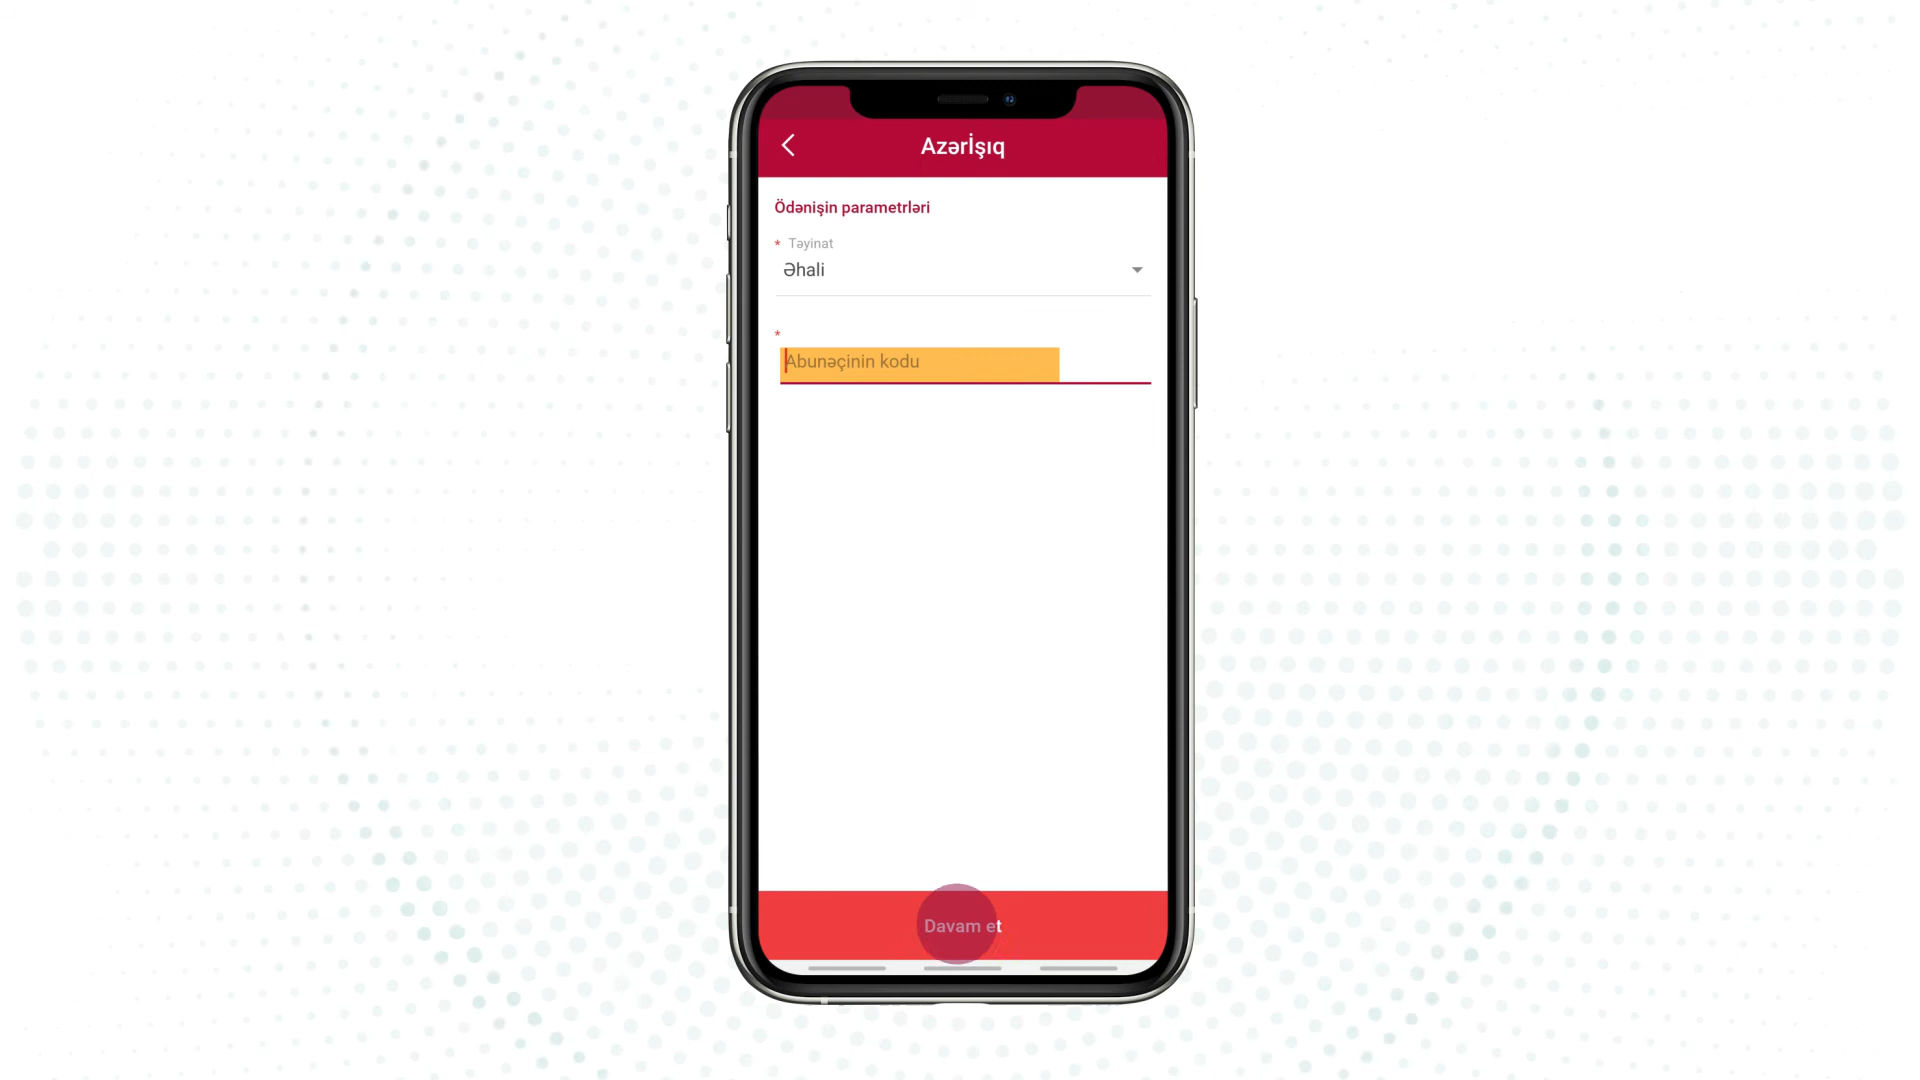 Azərİşıq
Ödənişin parametrləri
* Təyinat
Əhali
*
Abunəçinin kodu
Davam et